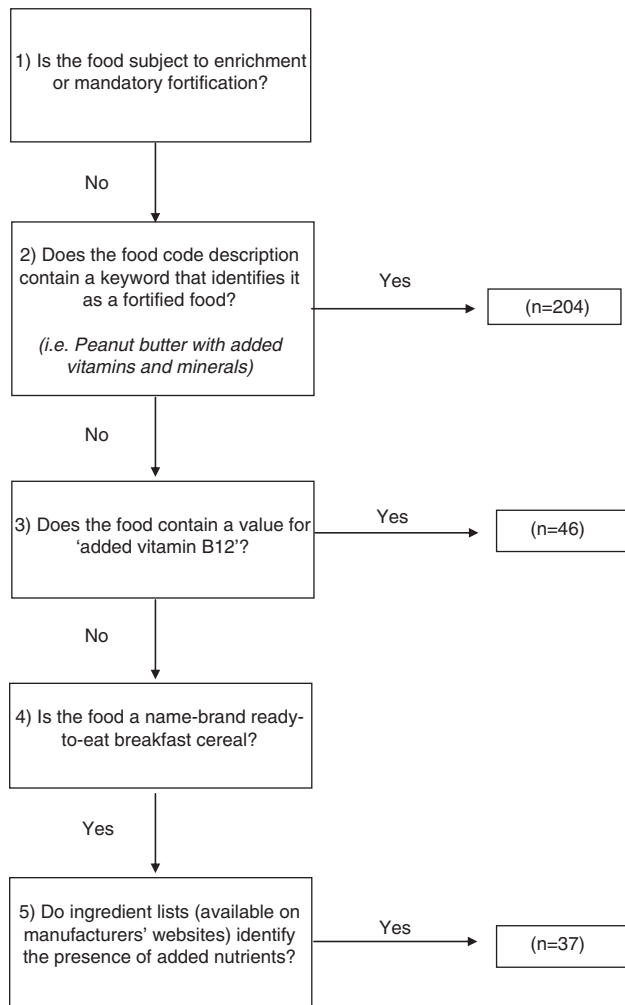 1) Is the food subject to enrichment
or mandatory fortification?
No
2) Does the food code description
contain a keyword that identifies it
as a fortified food?
(i.e. Peanut butter with added
vitamins and minerals)
Yes
(n=204)
No
3) Does the food contain a value for
‘added vitamin B12’?
Yes
(n=46)
No
4) Is the food a name-brand ready-
to-eat breakfast cereal?
Yes
5) Do ingredient lists (available on
manufacturers’ websites) identify
the presence of added nutrients?
Yes
(n=37)